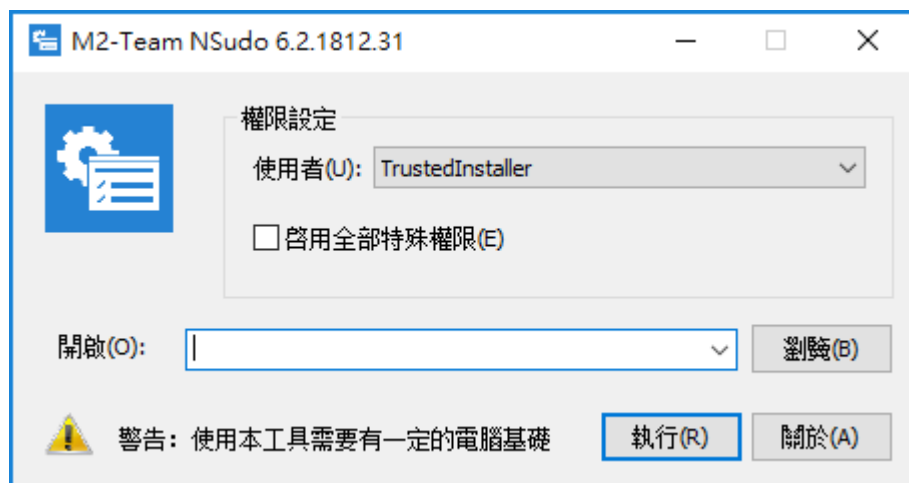 M2-Team NSudo 6.2.1812.31
權限設定
使用者(U): TrustedInstaller
啓用全部特殊權限(E)
開啟(O):
瀏覽(B)
警告：使用本工具需要有一定的電腦基礎
執行(R)
關於(A)